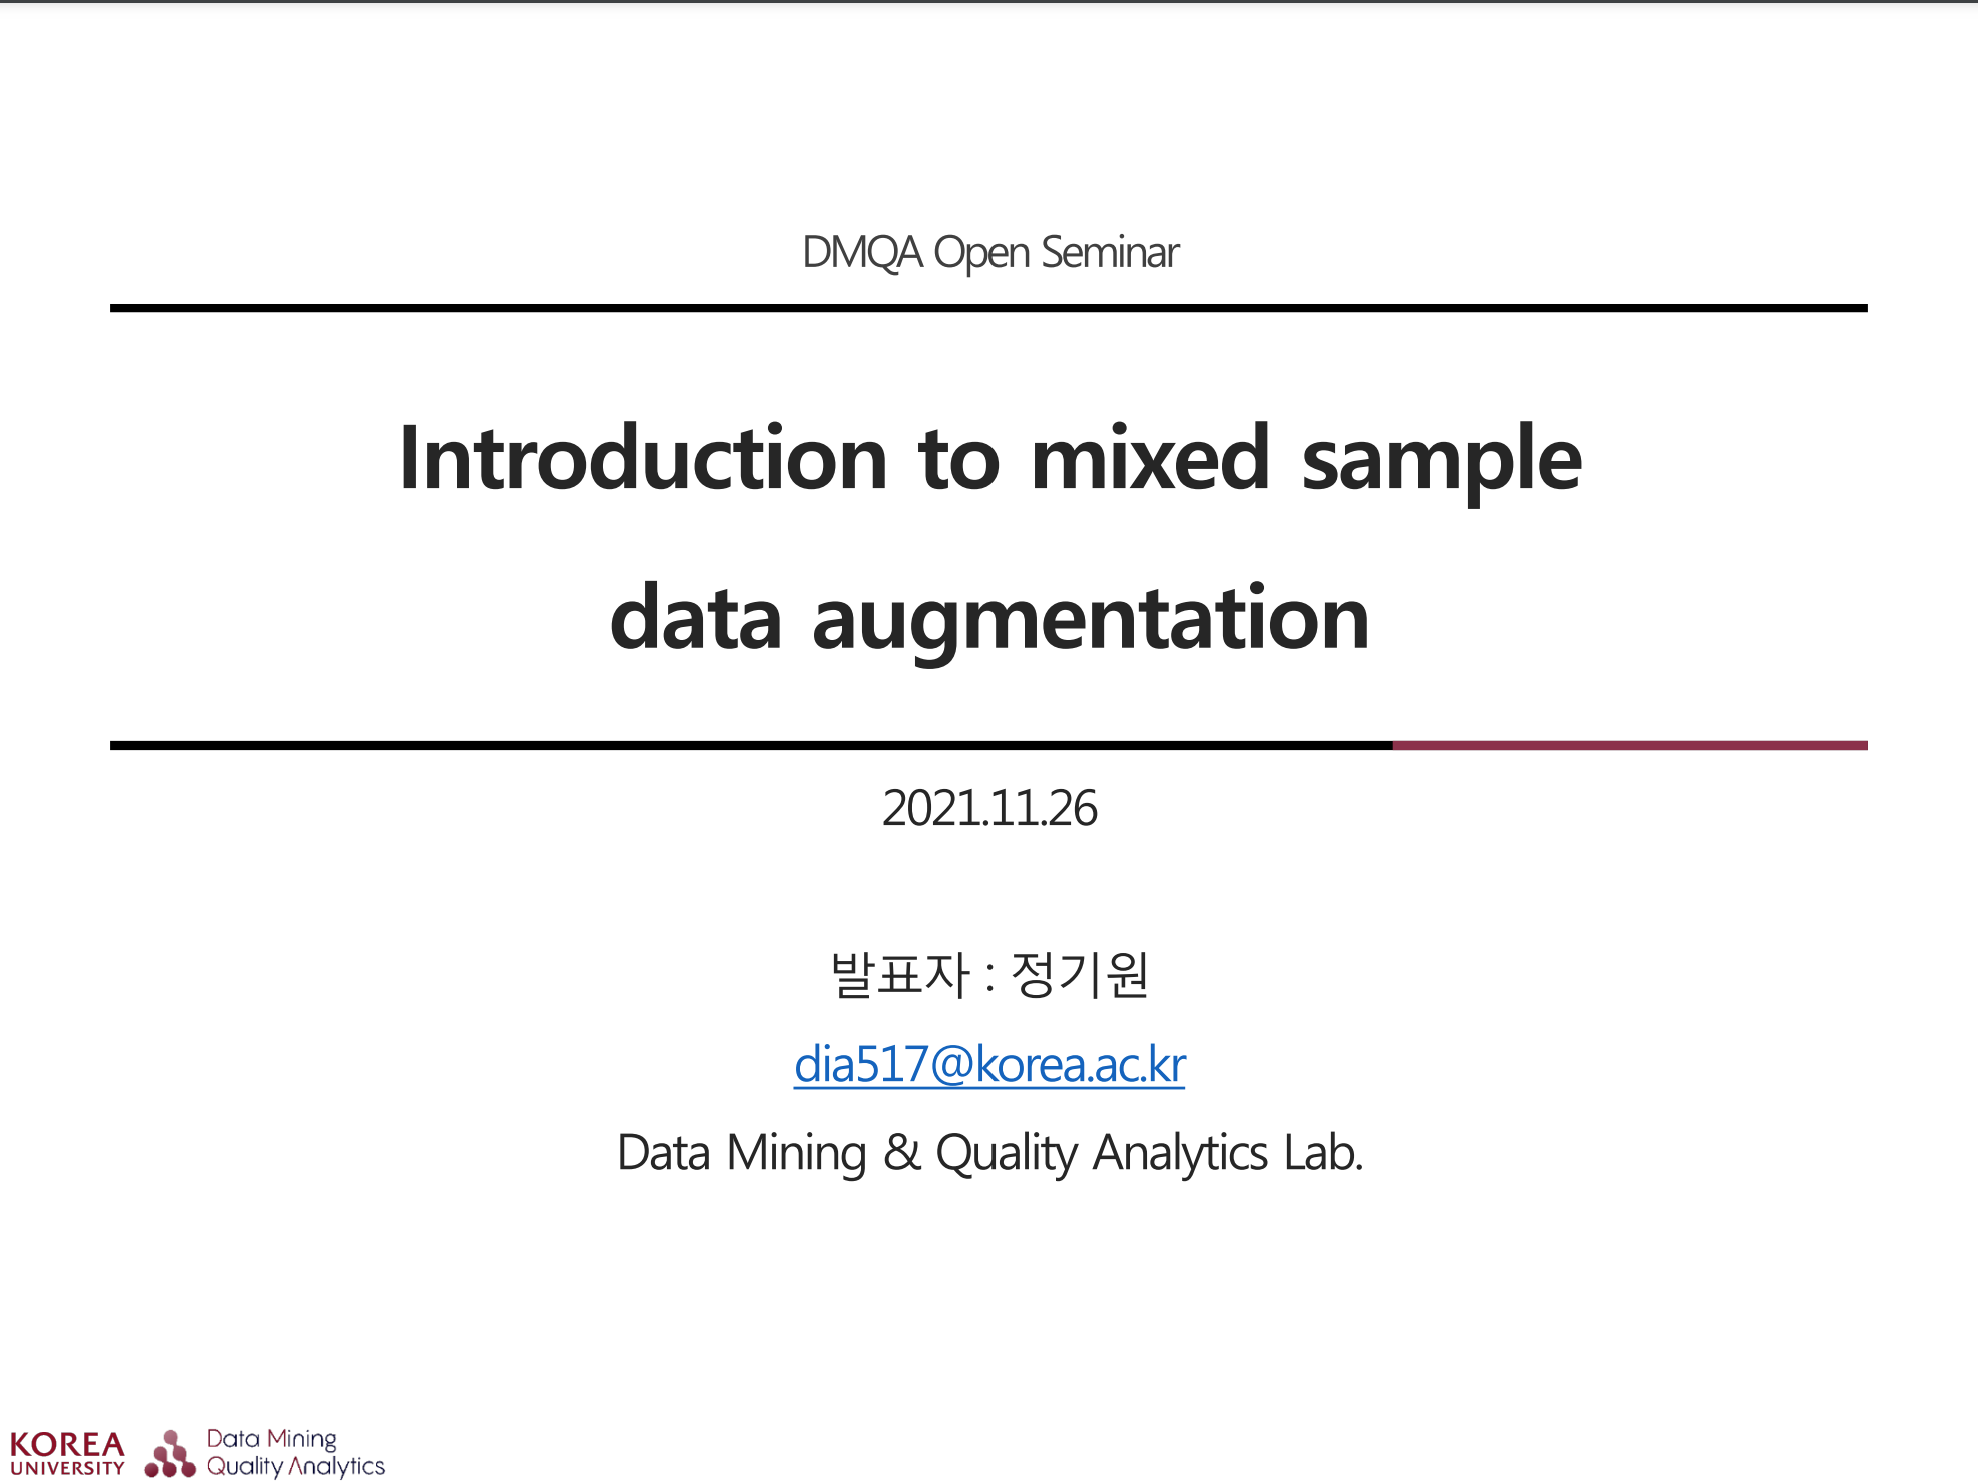 DMQA Open Seminar
Introduction to mixed sample
data augmentation
2021.11.26
발표자 : 정기원
dia517@korea.ac.kr
Data Mining & Quality Analytics Lab.
KOREA
UNIVERSITY
Data Mining
Quality Analytics